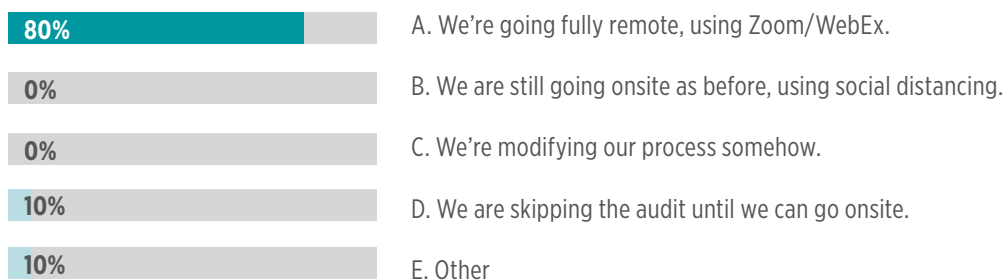 80% A. We’re going fully remote, using Zoom/WebEx.
0% B. We are still going onsite as before, using social distancing.
0% C. We’re modifying our process somehow.
10% D. We are skipping the audit until we can go onsite.
10% E. Other